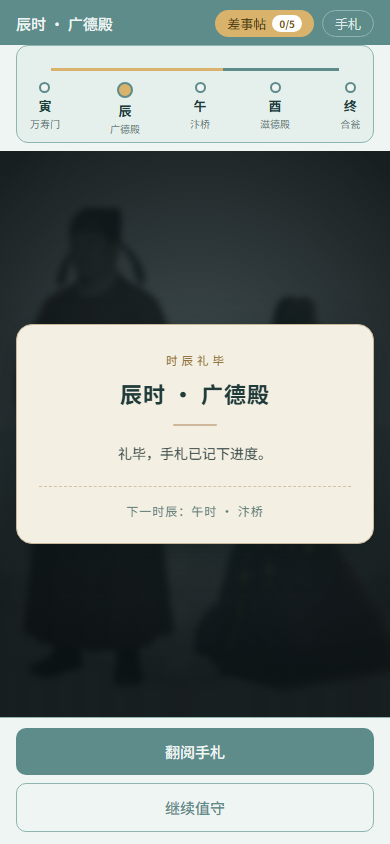 辰时 · 广德殿
差事帖 0/5
手札
寅 辰 午 酉 终
万寿门 广德殿 汴桥 滋德殿 合瓮
时辰礼毕
辰时 · 广德殿
礼毕，手札已记下进度。
下一时辰：午时 · 汴桥
翻阅手札
继续值守